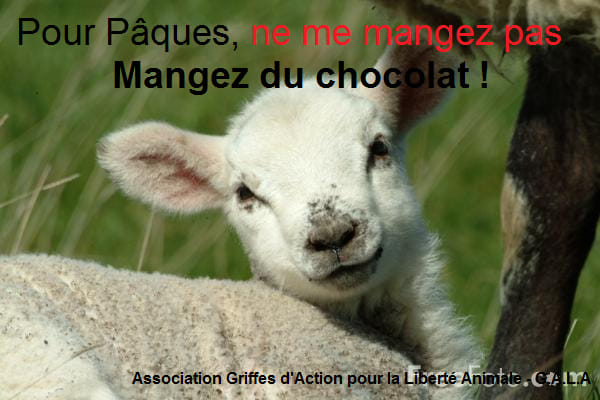 Pour Pâques, ne me mangez pas
Mangez du chocolat !
Association Griffes d'Action pour la Liberté Animale - G.A.L.A